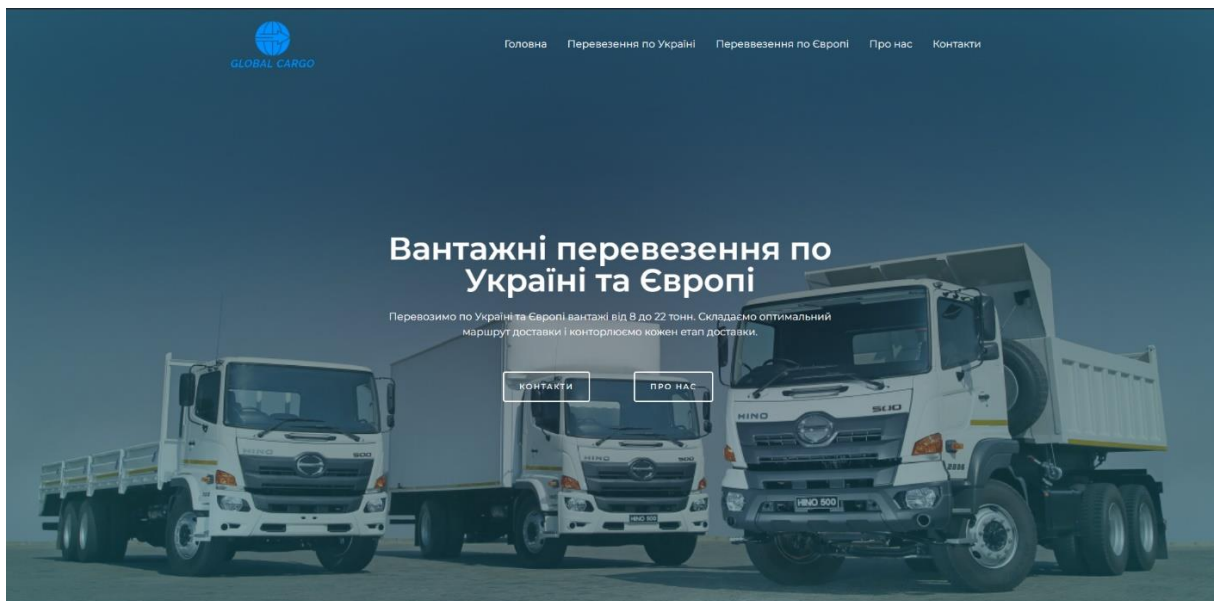 GLOBAL CARGO
Головна Перевезення по Україні Переввезення по Європі Про нас Контакти
Вантажні перевезення по
Україні та Європі
Перевозимо по Україні та Європі вантажі від 8 до 22 тонн. Складаємо оптимальний
маршрут доставки і конторлюємо кожен етап доставки.
КОНТАКТИ ПРО НАС
HINO 500
HINO 500
HINO 500
HINO 500
HINO 500